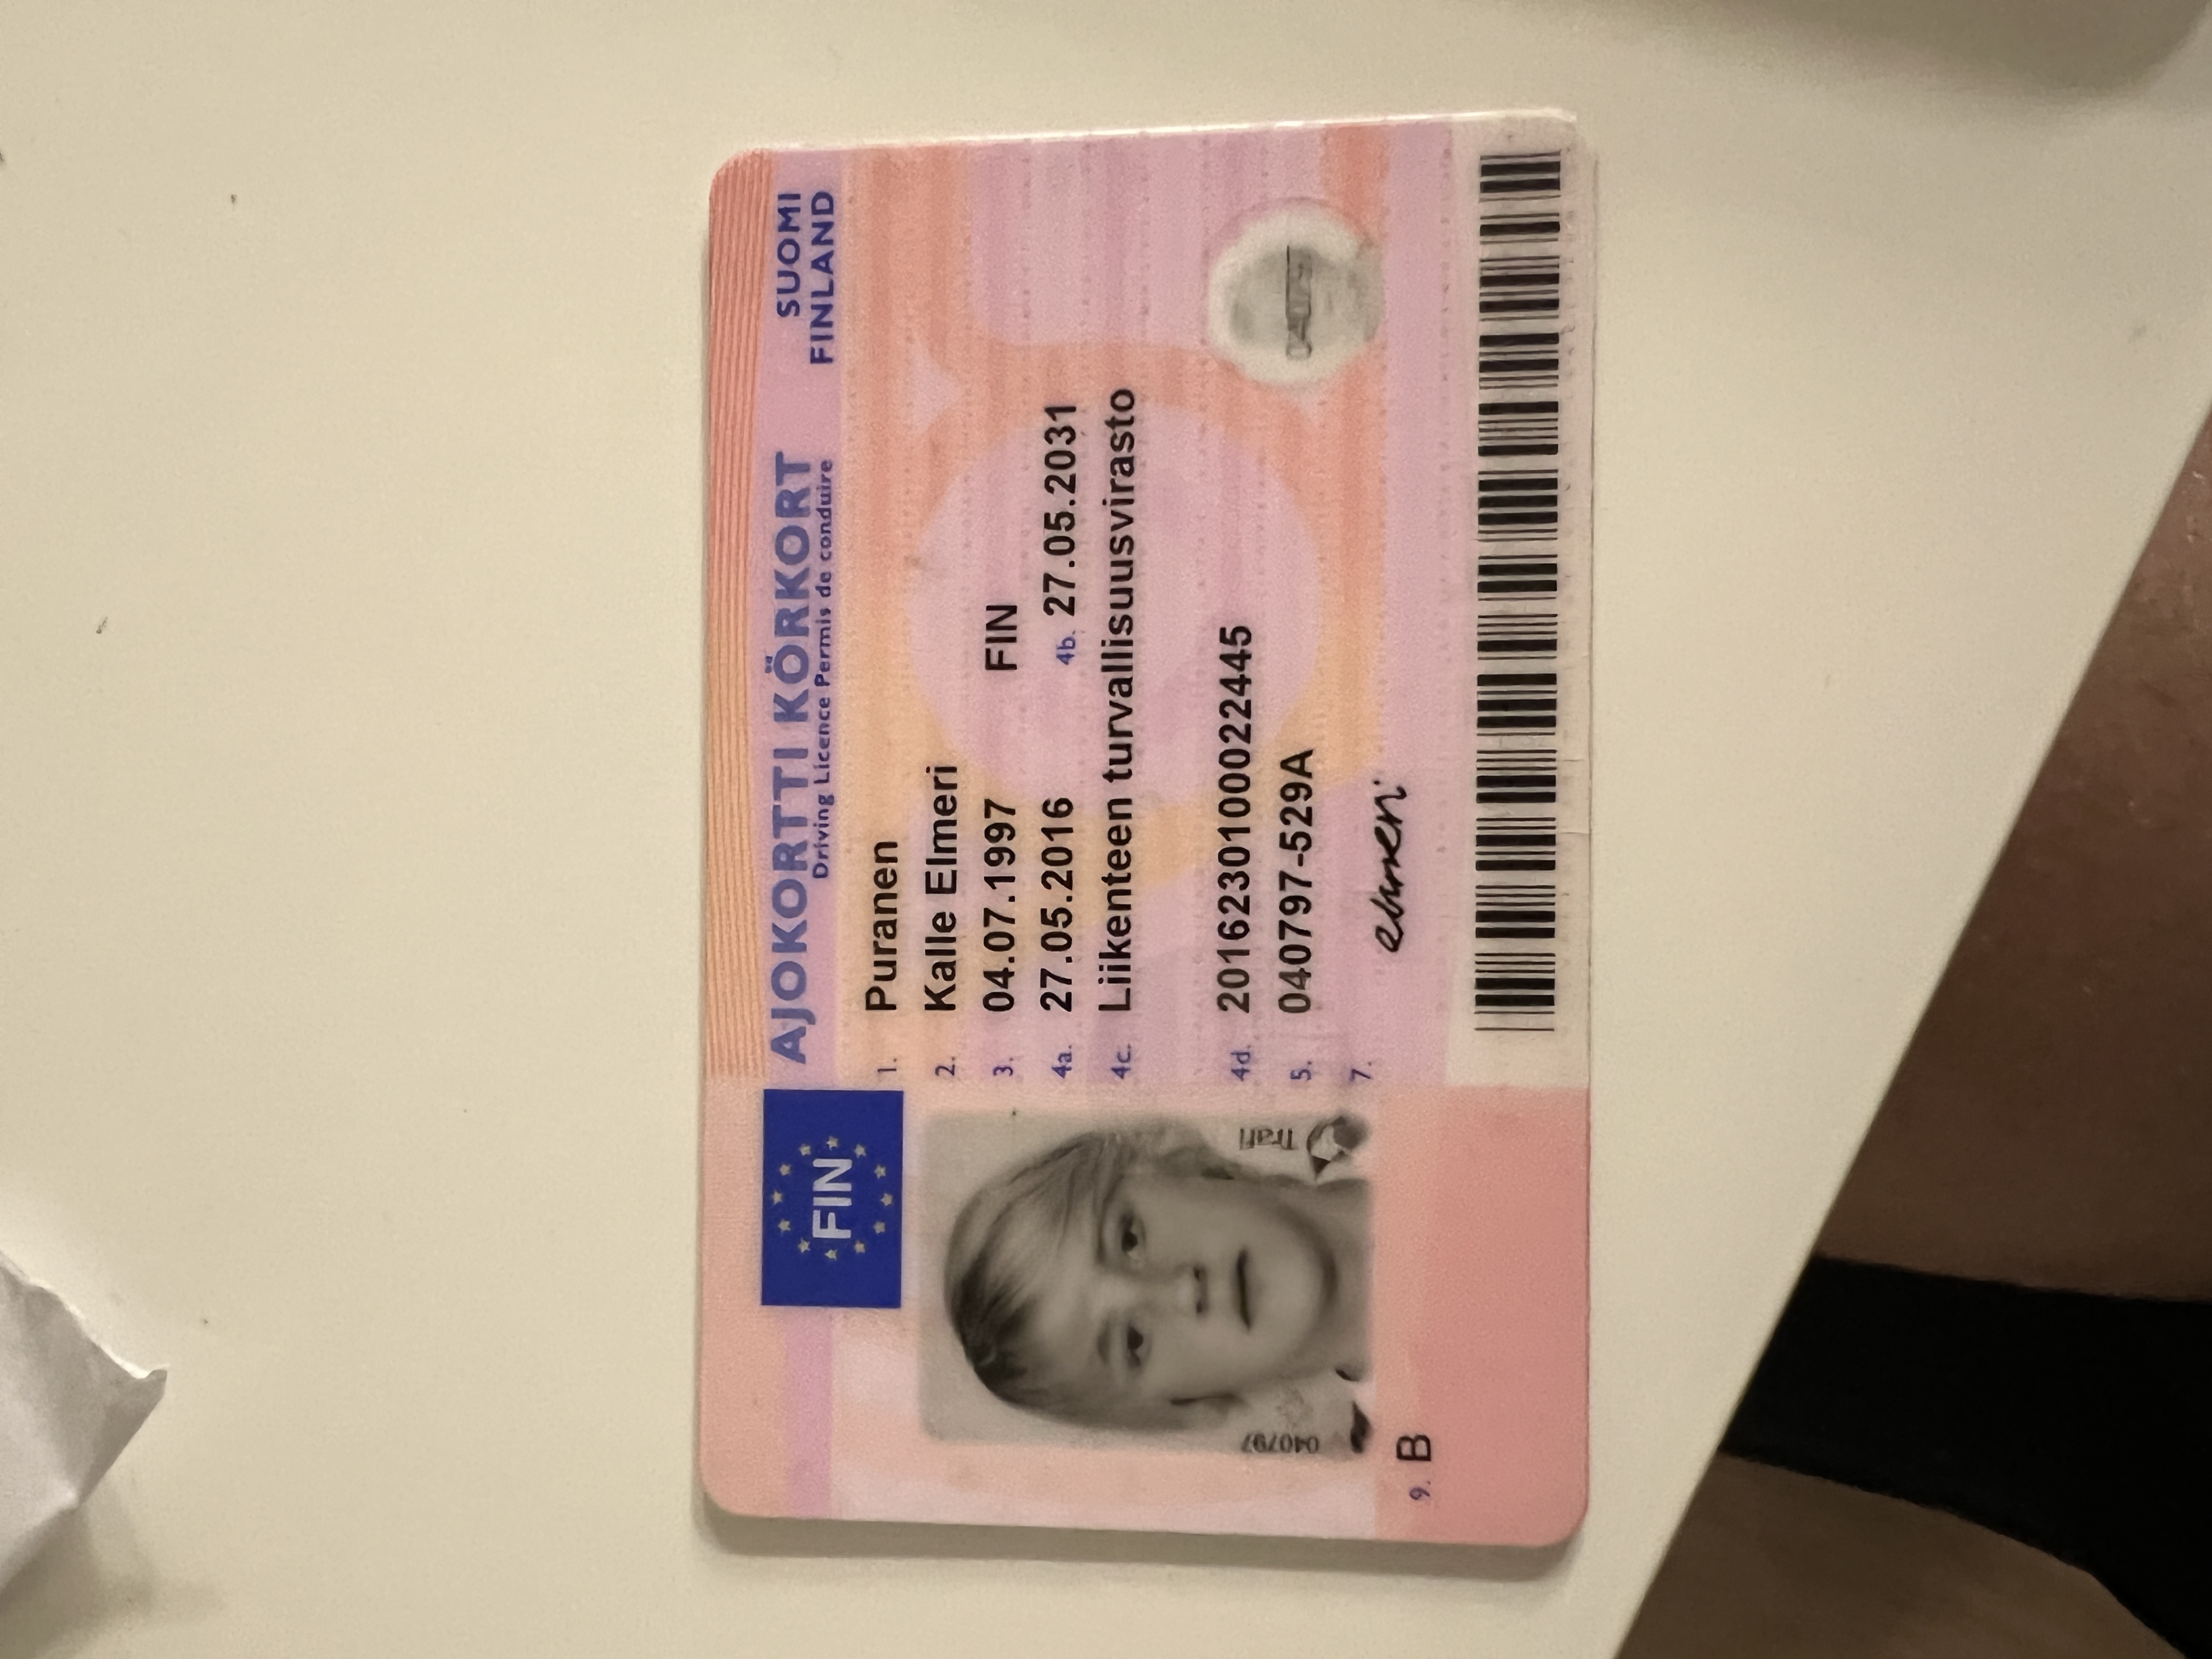 FIN
AJOKORTTI KÖRKORT
Driving Licence Permis de conduire
SUOMI
FINLAND
1. Puranen
2. Kalle Elmeri
3. 04.07.1997 FIN
4a. 27.05.2016 4b. 27.05.2031
4c. Liikenteen turvallisuusvirasto
4d. 2016230100022445
5. 040797-529A
7. elmeri
040797
Trafi
040797
9. B